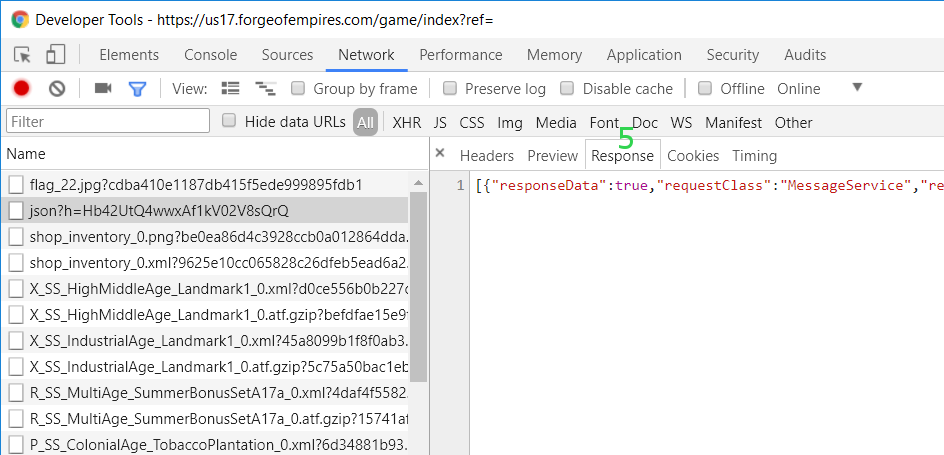 Developer Tools - https://us17.forgeofempires.com/game/index?ref=
Elements Console Sources Network Performance Memory Application Security Audits
View: Group by frame Preserve log Disable cache Offline Online
Filter Hide data URLs All XHR JS CSS Img Media Font Doc WS Manifest Other
5
Name
Headers Preview Response Cookies Timing
flag_22.jpg?cdba410e1187db415f5ede999895fdb1
1 [{"responseData":true,"requestClass":"MessageService","re
json?h=Hb42UtQ4wwxAf1kV02V8sQrQ
shop_inventory_0.png?be0ea86d4c3928ccb0a012864dda.
shop_inventory_0.xml?9625e10cc065828c26dfeb5ead6a2.
X_SS_HighMiddleAge_Landmark1_0.xml?d0ce556b0b227c
X_SS_HighMiddleAge_Landmark1_0.atf.gzip?befdfae15e9f
X_SS_IndustrialAge_Landmark1_0.xml?45a8099b1f8f0ab3.
X_SS_IndustrialAge_Landmark1_0.atf.gzip?5c75a50bac1eb
R_SS_MultiAge_SummerBonusSetA17a_0.xml?4daf4f5582.
R_SS_MultiAge_SummerBonusSetA17a_0.atf.gzip?15741af
P_SS_ColonialAge_TobaccoPlantation_0.xml?6d34881b93.